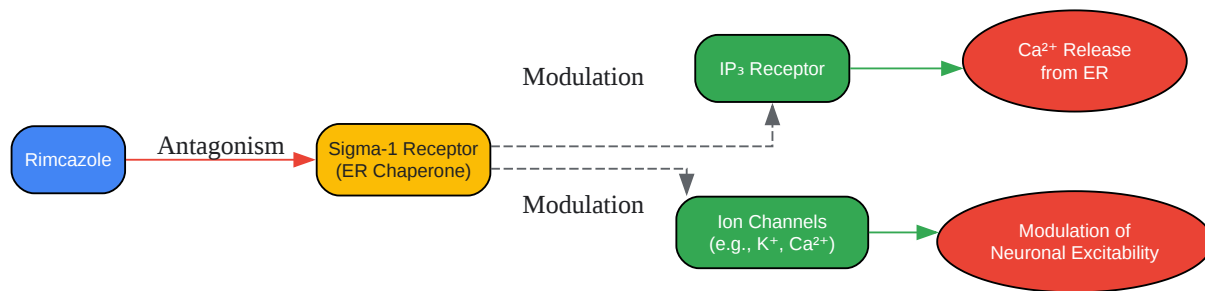 Rimcazole
Antagonism
Sigma-1 Receptor
(ER Chaperone)
Modulation
IP₃ Receptor
Ca²⁺ Release
from ER
Modulation
Ion Channels
(e.g., K⁺, Ca²⁺)
Modulation of
Neuronal Excitability